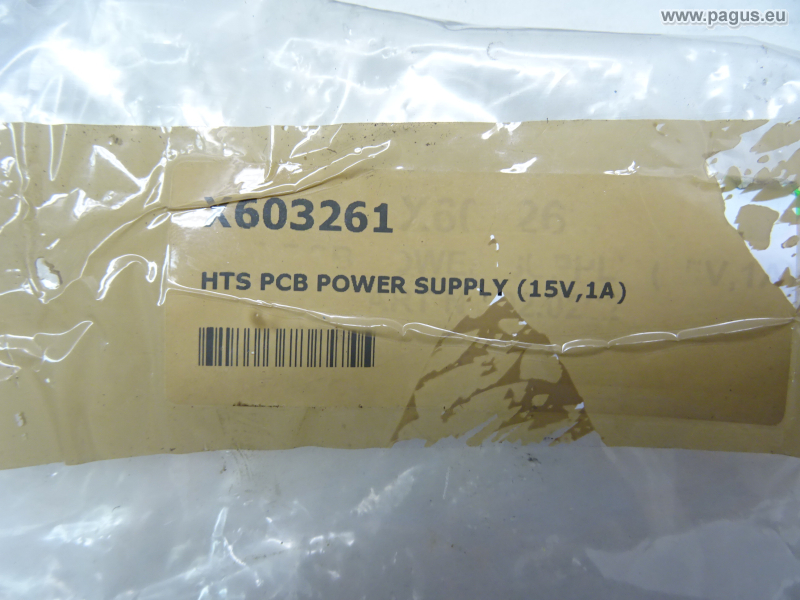 www.pagus.eu
X603261
HTS PCB POWER SUPPLY (15V,1A)